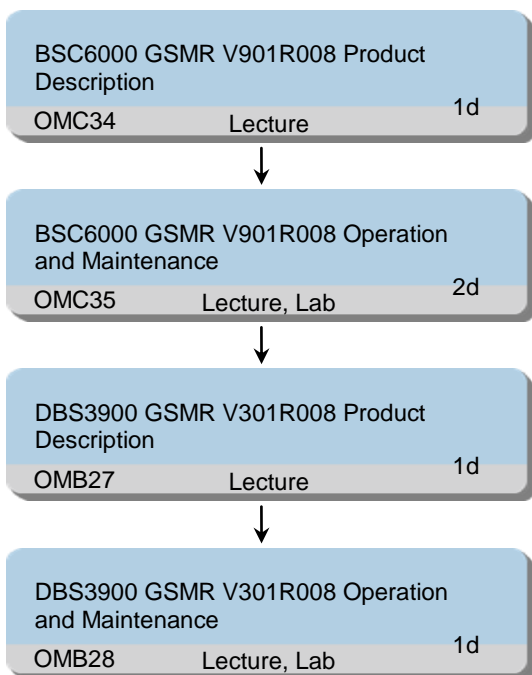 BSC6000 GSMR V901R008 Product
Description
1d
OMC34 Lecture
BSC6000 GSMR V901R008 Operation
and Maintenance
2d
OMC35 Lecture, Lab
DBS3900 GSMR V301R008 Product
Description
1d
OMB27 Lecture
DBS3900 GSMR V301R008 Operation
and Maintenance
1d
OMB28 Lecture, Lab